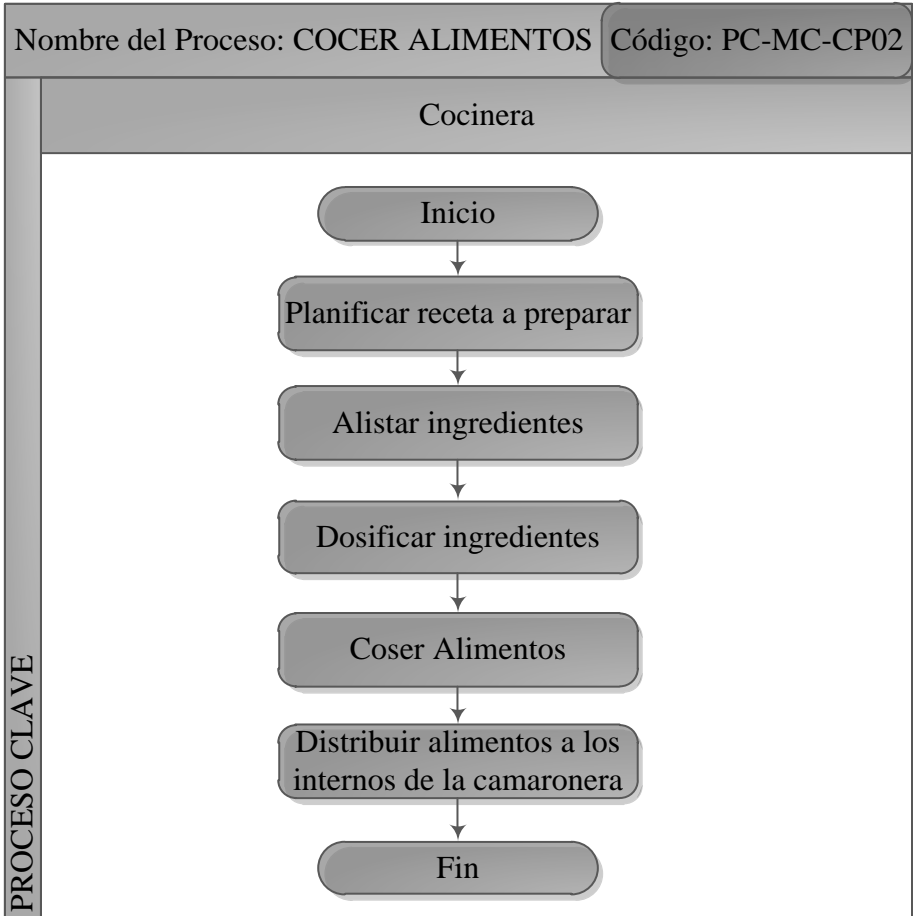 Nombre del Proceso: COCER ALIMENTOS
Código: PC-MC-CP02
Cocinera
PROCESO CLAVE
Inicio
Planificar receta a preparar
Alistar ingredientes
Dosificar ingredientes
Coser Alimentos
Distribuir alimentos a los
internos de la camaronera
Fin